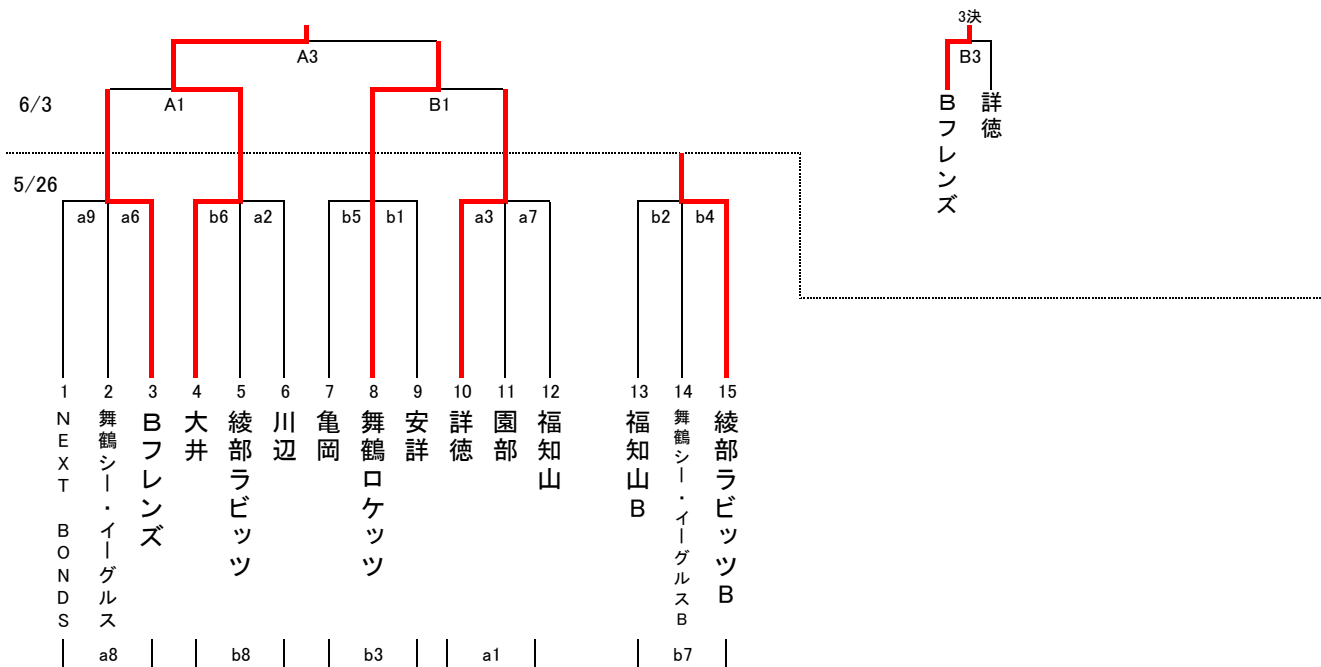 3決
A3
B3
6/3
A1
B1
Bフレンズ
詳徳
5/26
a9
a6
b6
a2
b5
b1
a3
a7
b2
b4
1
2
3
4
5
6
7
8
9
10
11
12
13
14
15
NEXT BONDS
舞鶴シー・イーグルス
Bフレンズ
大井
綾部ラビッツ
川辺
亀岡
舞鶴ロケッツ
安詳
詳徳
園部
福知山
福知山B
舞鶴シー・イーグルスB
綾部ラビッツB
a8
b8
b3
a1
b7